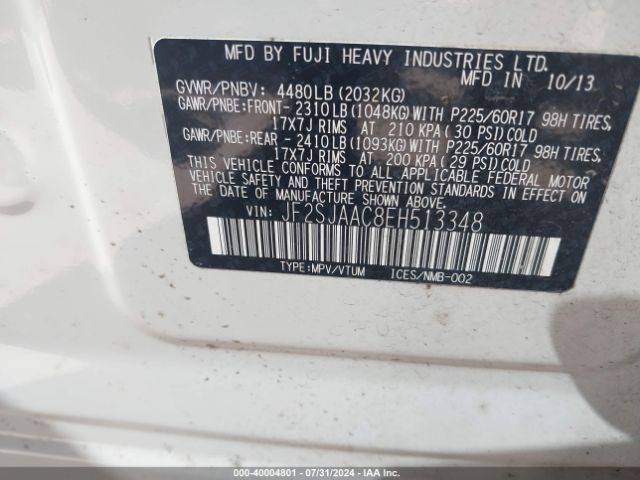 MFD BY FUJI HEAVY INDUSTRIES LTD.
MFD IN 10/13
GVWR/PNBV: 4480LB (2032KG)
GAWR/PNBE:FRONT- 2310LB (1048KG)WITH P225/60R17 98H TIRES,
17X7J RIMS AT 210 KPA (30 PSI)COLD
GAWR/PNBE:REAR - 2410LB (1093KG)WITH P225/60R17 98H TIRES,
17X7J RIMS AT 200 KPA (29 PSI)COLD
THIS VEHICLE CONFORMS TO ALL APPLICABLE FEDERAL MOTOR
VEHICLE SAFETY AND THEFT PREVENTION STANDARDS IN EFFECT ON
THE DATE OF MANUFACTURE SHOWN ABOVE.
VIN: JF2SJAAC8EH513348
TYPE:MPV/VTUM ICES/NMB-002
000-40004801 - 07/31/2024 - IAA Inc.